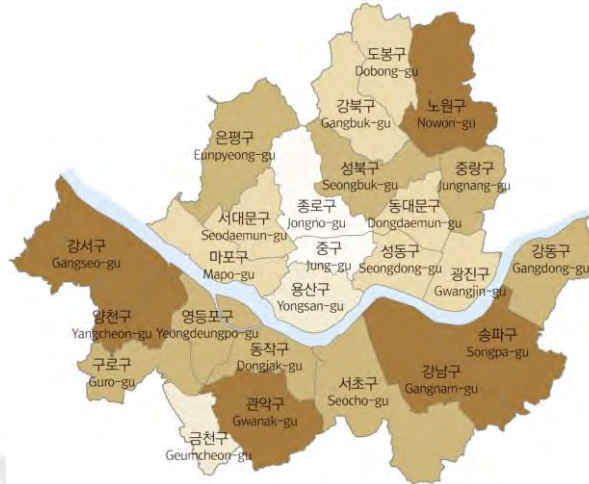 도봉구
Dobong-gu
강북구
Gangbuk-gu
노원구
Nowon-gu
은평구
Eunpyeong-gu
성북구
Seongbuk-gu
중랑구
Jungnang-gu
종로구
Jongno-gu
동대문구
Dongdaemun-gu
서대문구
Seodaemun-gu
강서구
Gangseo-gu
중구
Jung-gu
성동구
Seongdong-gu
강동구
Gangdong-gu
마포구
Mapo-gu
광진구
Gwangjin-gu
용산구
Yongsan-gu
양천구
Yangcheon-gu
영등포구
Yeongdeungpo-gu
송파구
Songpa-gu
동작구
Dongjak-gu
구로구
Guro-gu
강남구
Gangnam-gu
서초구
Seocho-gu
관악구
Gwanak-gu
금천구
Geumcheon-gu